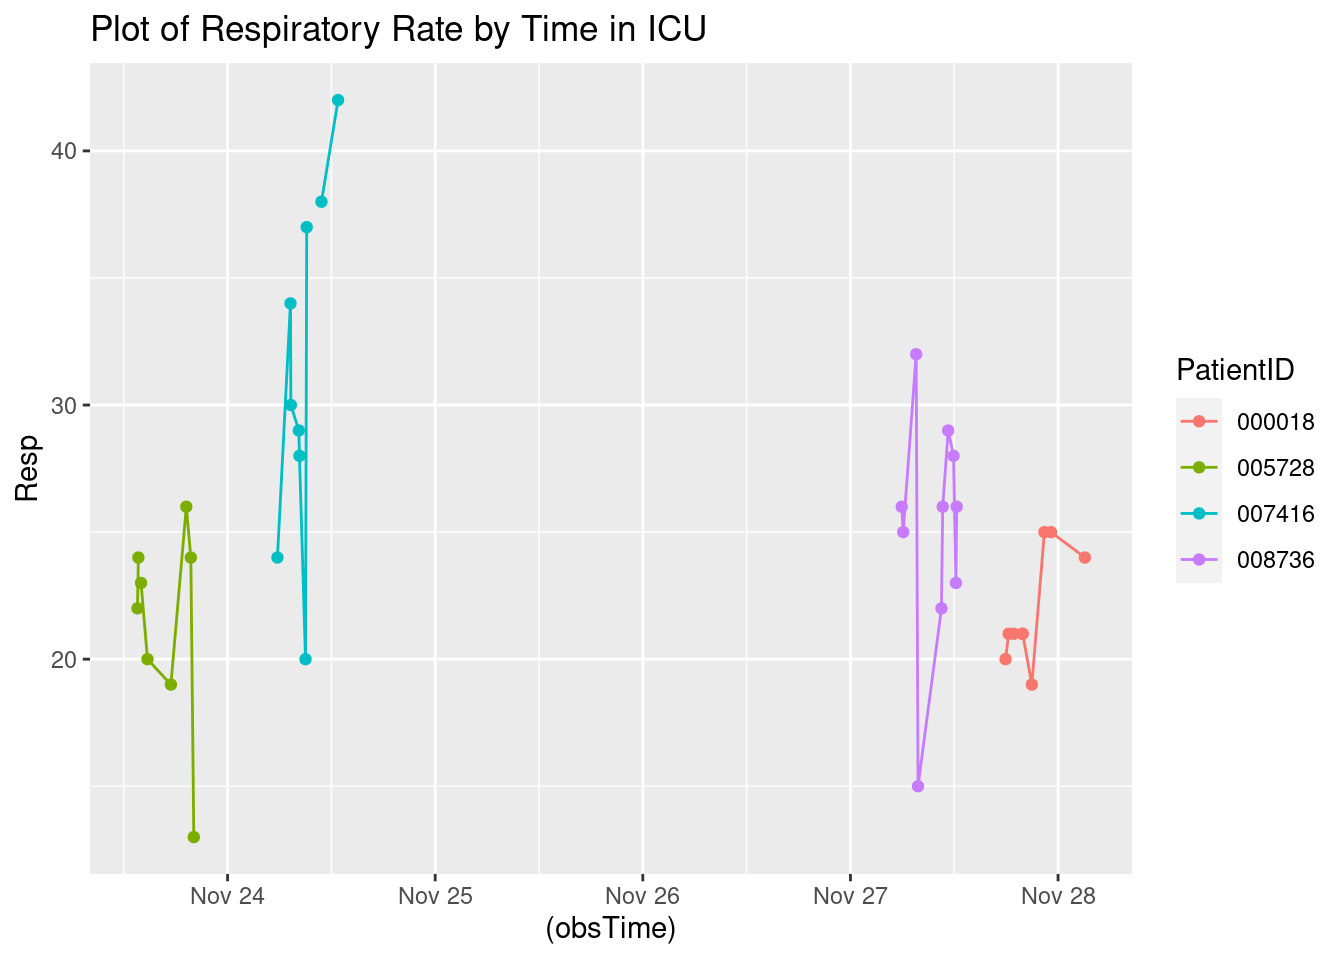 Plot of Respiratory Rate by Time in ICU
40
30
20
Resp
Nov 24
Nov 25
Nov 26
Nov 27
Nov 28
(obsTime)
PatientID
000018
005728
007416
008736